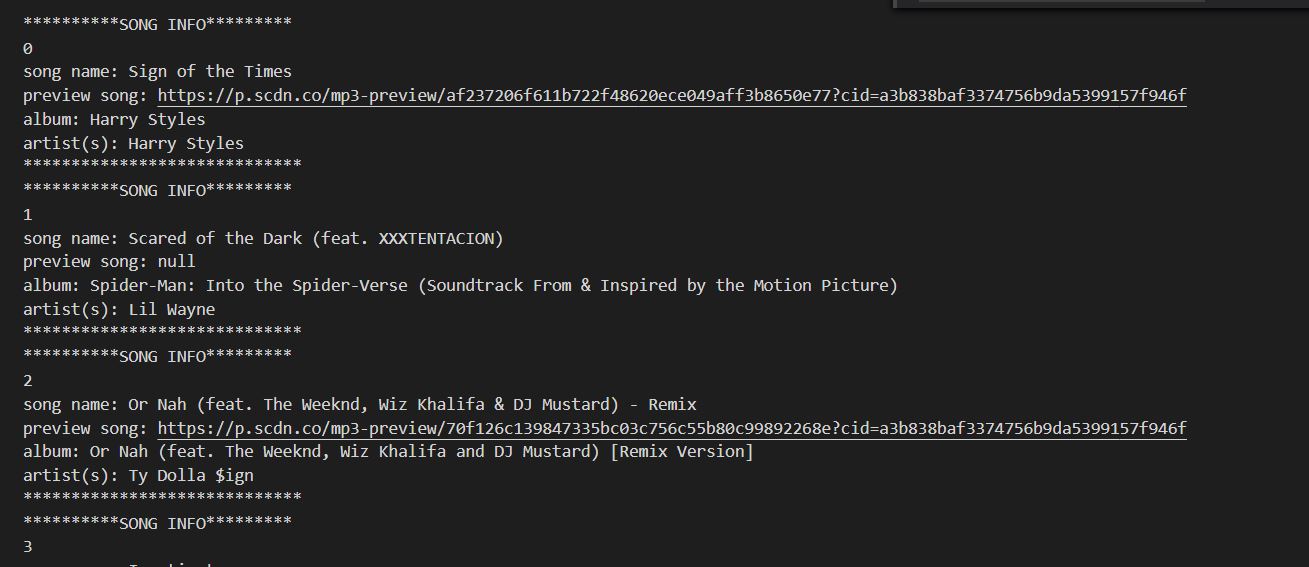 **********SONG INFO*********
0
song name: Sign of the Times
preview song: https://p.scdn.co/mp3-preview/af237206f611b722f48620ece049aff3b8650e77?cid=a3b838baf3374756b9da5399157f946f
album: Harry Styles
artist(s): Harry Styles
*****************************
**********SONG INFO*********
1
song name: Scared of the Dark (feat. XXXTENTACION)
preview song: null
album: Spider-Man: Into the Spider-Verse (Soundtrack From & Inspired by the Motion Picture)
artist(s): Lil Wayne
*****************************
**********SONG INFO*********
2
song name: Or Nah (feat. The Weeknd, Wiz Khalifa & DJ Mustard) - Remix
preview song: https://p.scdn.co/mp3-preview/70f126c139847335bc03c756c55b80c99892268e?cid=a3b838baf3374756b9da5399157f946f
album: Or Nah (feat. The Weeknd, Wiz Khalifa and DJ Mustard) [Remix Version]
artist(s): Ty Dolla $ign
*****************************
**********SONG INFO*********
3